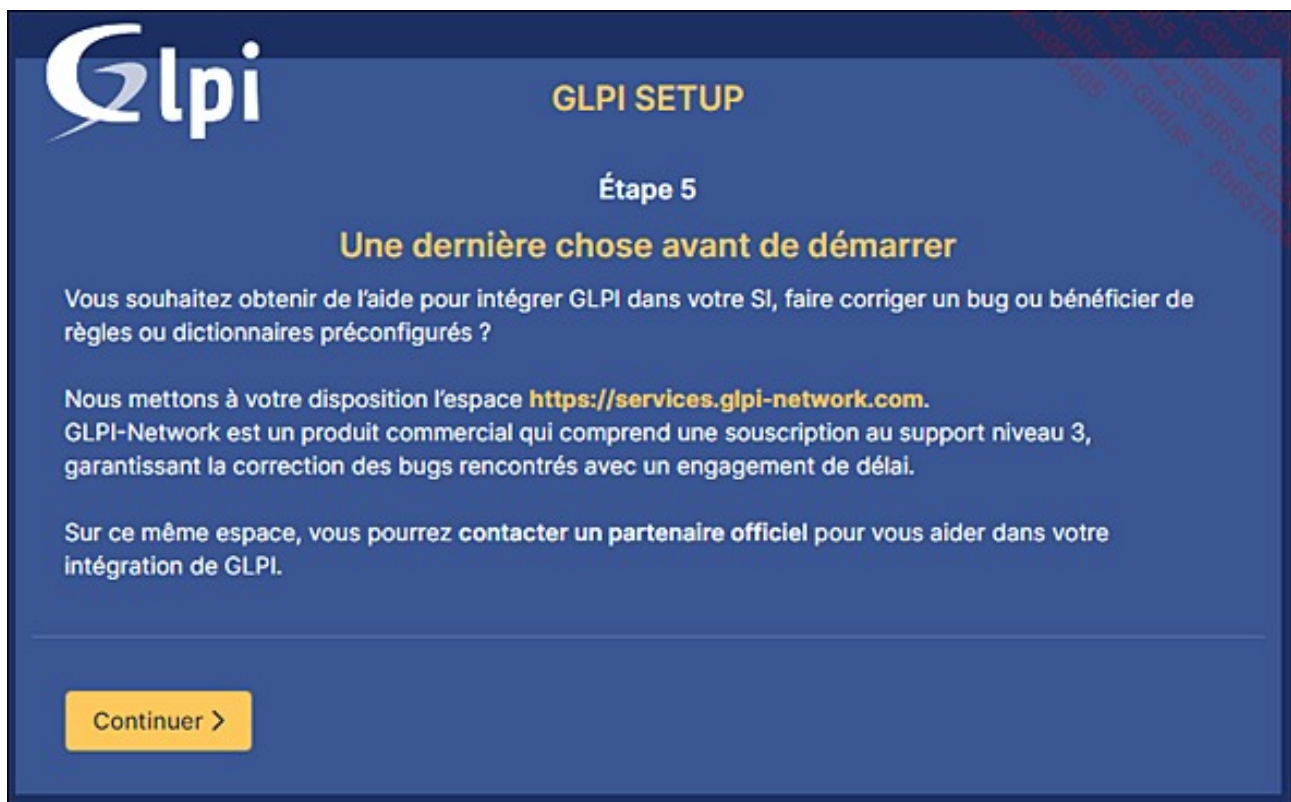 Glpi
GLPI SETUP
Étape 5
Une dernière chose avant de démarrer
Vous souhaitez obtenir de l'aide pour intégrer GLPI dans votre SI, faire corriger un bug ou bénéficier de
règles ou dictionnaires préconfigurés ?
Nous mettons à votre disposition l'espace https://services.glpi-network.com.
GLPI-Network est un produit commercial qui comprend une souscription au support niveau 3,
garantissant la correction des bugs rencontrés avec un engagement de délai.
Sur ce même espace, vous pourrez contacter un partenaire officiel pour vous aider dans votre
intégration de GLPI.
Continuer >